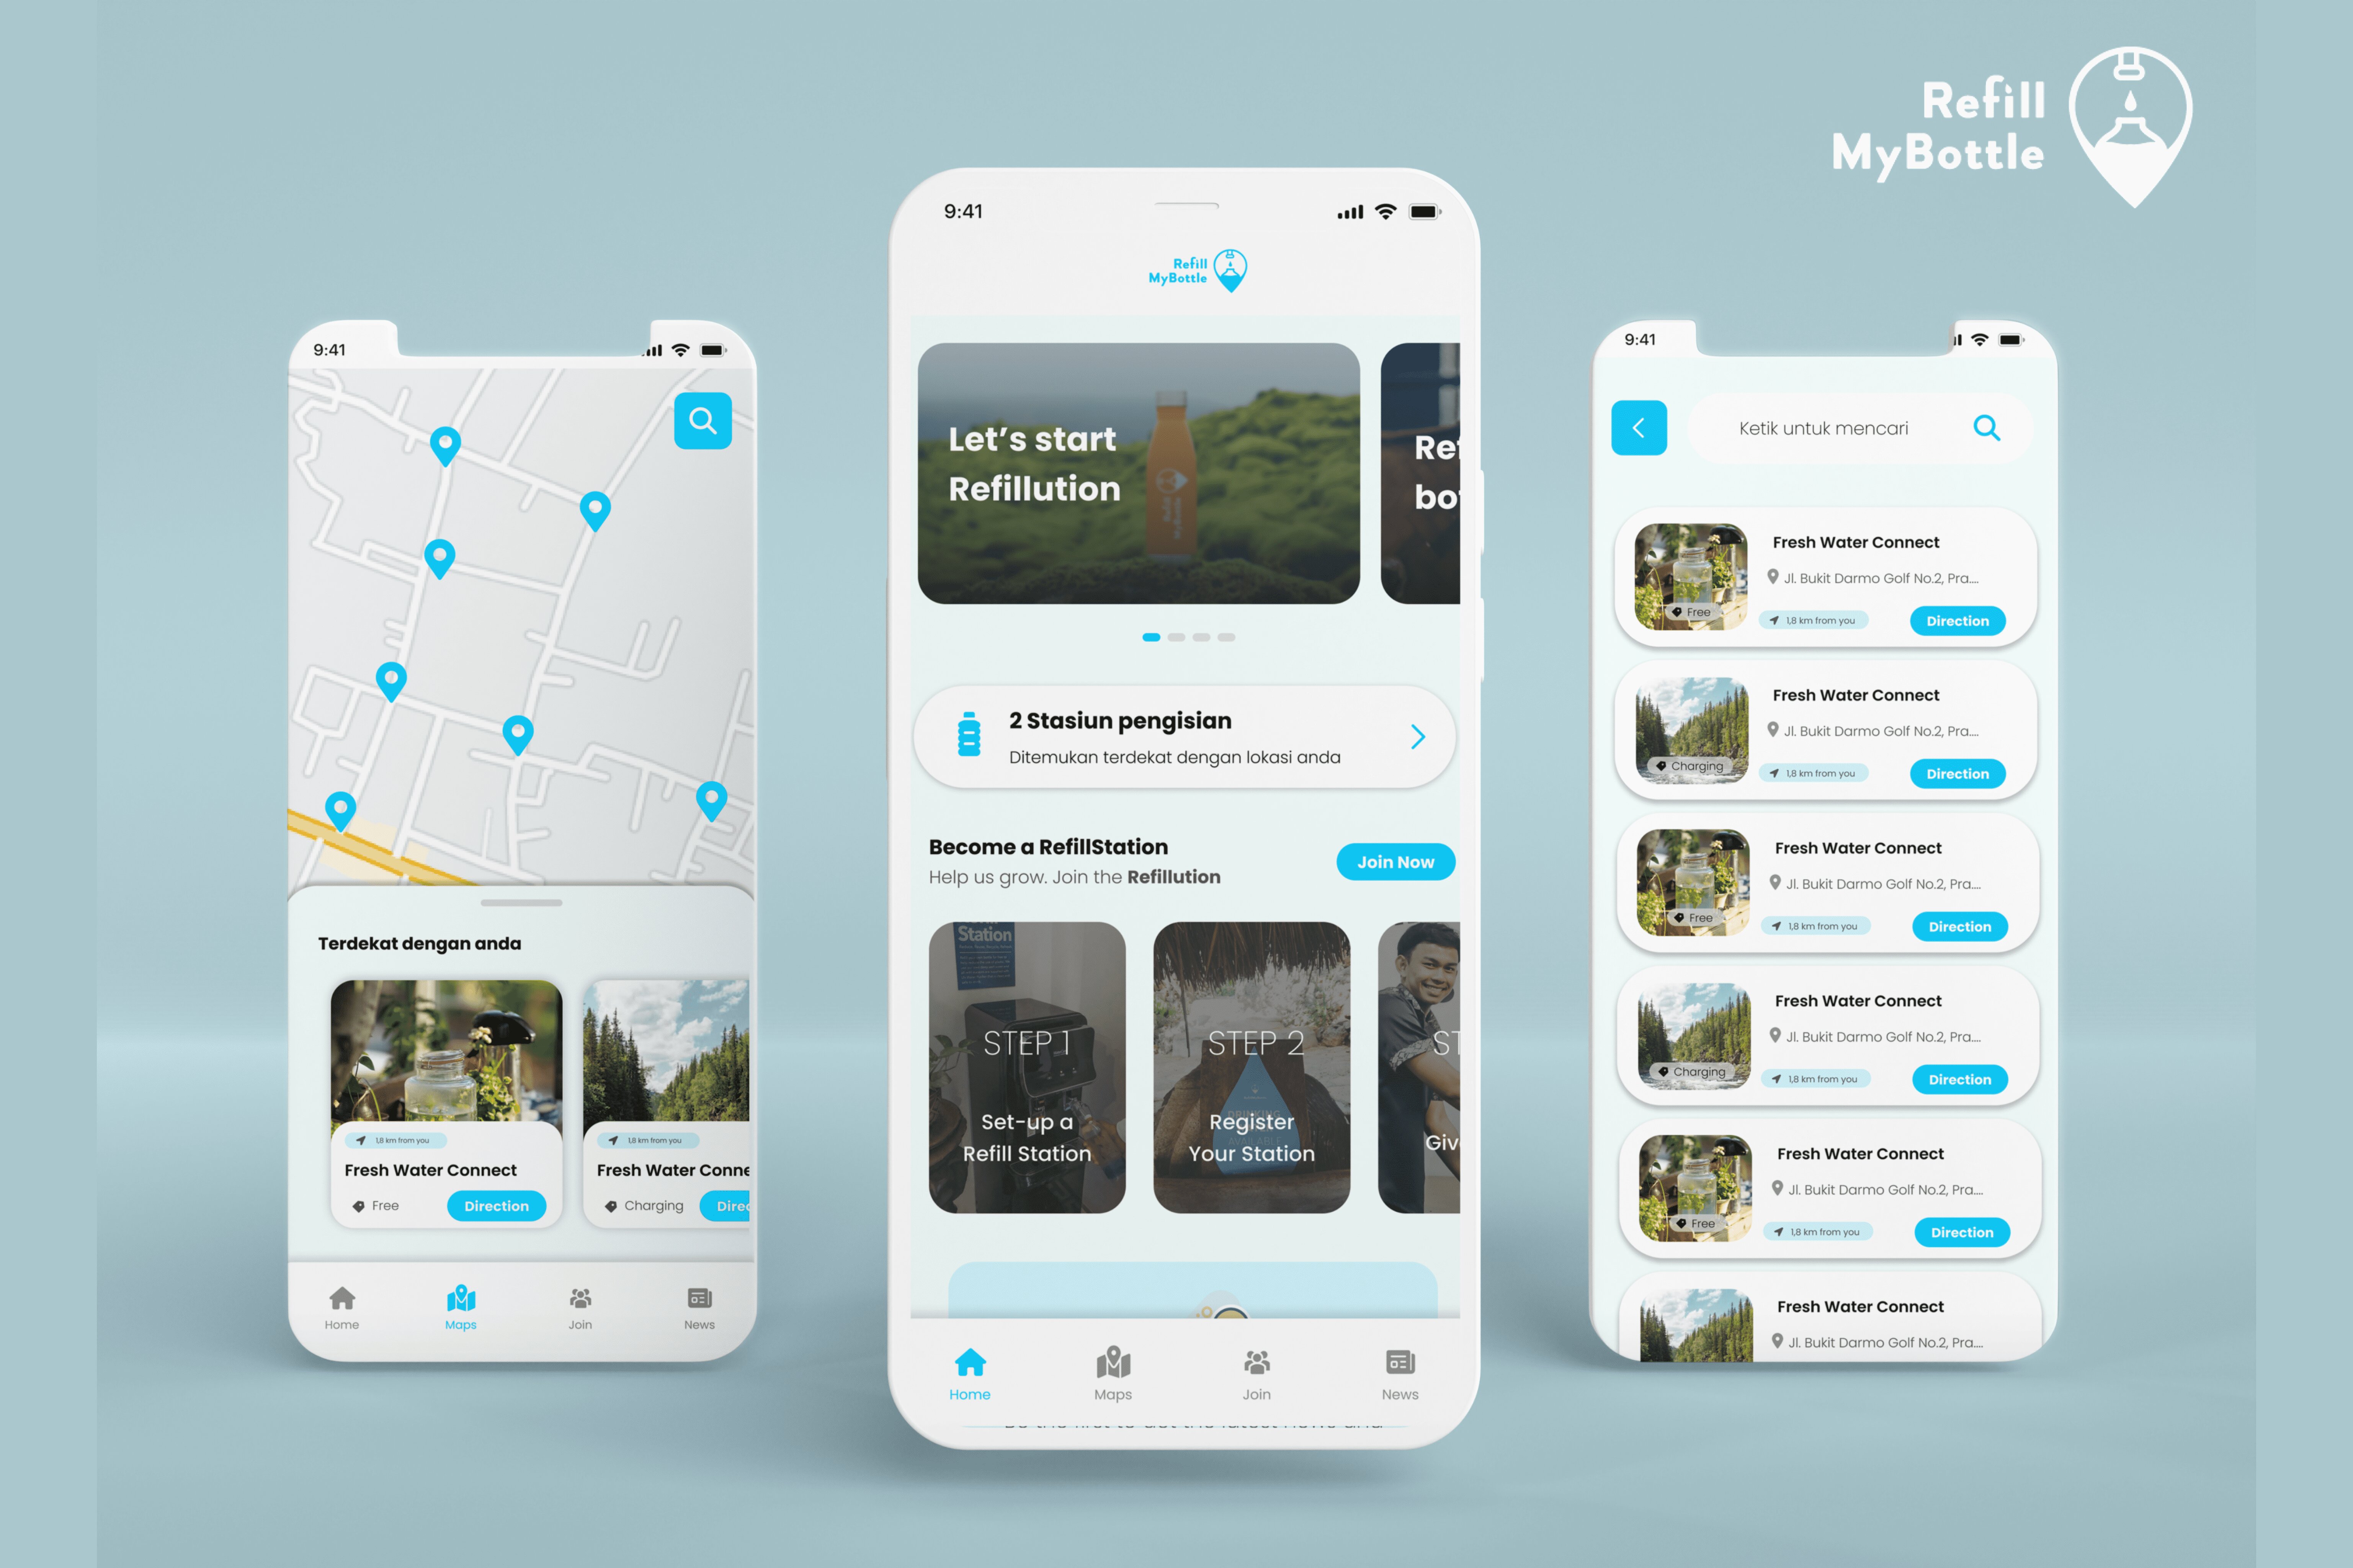 Refill
MyBottle
9:41
Terdekat dengan anda
1,8 km from you
Fresh Water Connect
Free
Direction
1,8 km from you
Fresh Water Conne
Charging
Direc
Home
Maps
Join
News
9:41
Refill
MyBottle
Let's start
Refillution
Re
bo
2 Stasiun pengisian
Ditemukan terdekat dengan lokasi anda
Become a RefillStation
Help us grow. Join the Refillution
Join Now
Station
STEP 1
Set-up a
Refill Station
STEP 2
Register
Your Station
ST
Giv
Home
Maps
Join
News
9:41
Ketik untuk mencari
Fresh Water Connect
Jl. Bukit Darmo Golf No.2, Pra....
Free
1,8 km from you
Direction
Fresh Water Connect
Jl. Bukit Darmo Golf No.2, Pra....
Charging
1,8 km from you
Direction
Fresh Water Connect
Jl. Bukit Darmo Golf No.2, Pra....
Free
1,8 km from you
Direction
Fresh Water Connect
Jl. Bukit Darmo Golf No.2, Pra....
Charging
1,8 km from you
Direction
Fresh Water Connect
Jl. Bukit Darmo Golf No.2, Pra....
Free
1,8 km from you
Direction
Fresh Water Connect
Jl. Bukit Darmo Golf No.2, Pra....